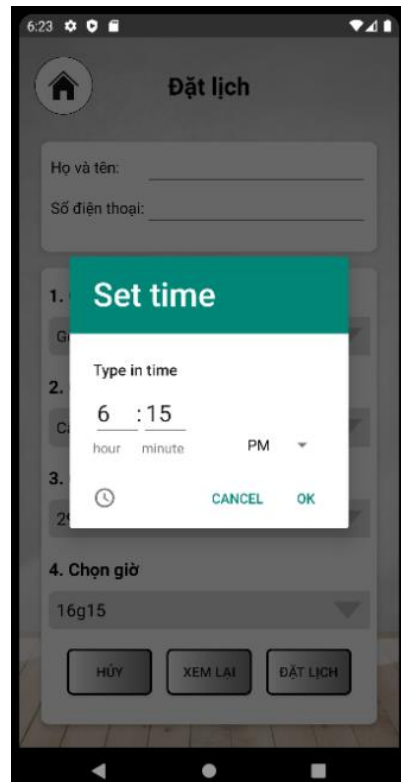 6:23
Đặt lịch
Họ và tên:
Số điện thoại:
1.
Set time
Type in time
2.
6 : 15
hour minute PM
3.
CANCEL OK
4. Chọn giờ
16g15
HỦY XEM LẠI ĐẶT LỊCH